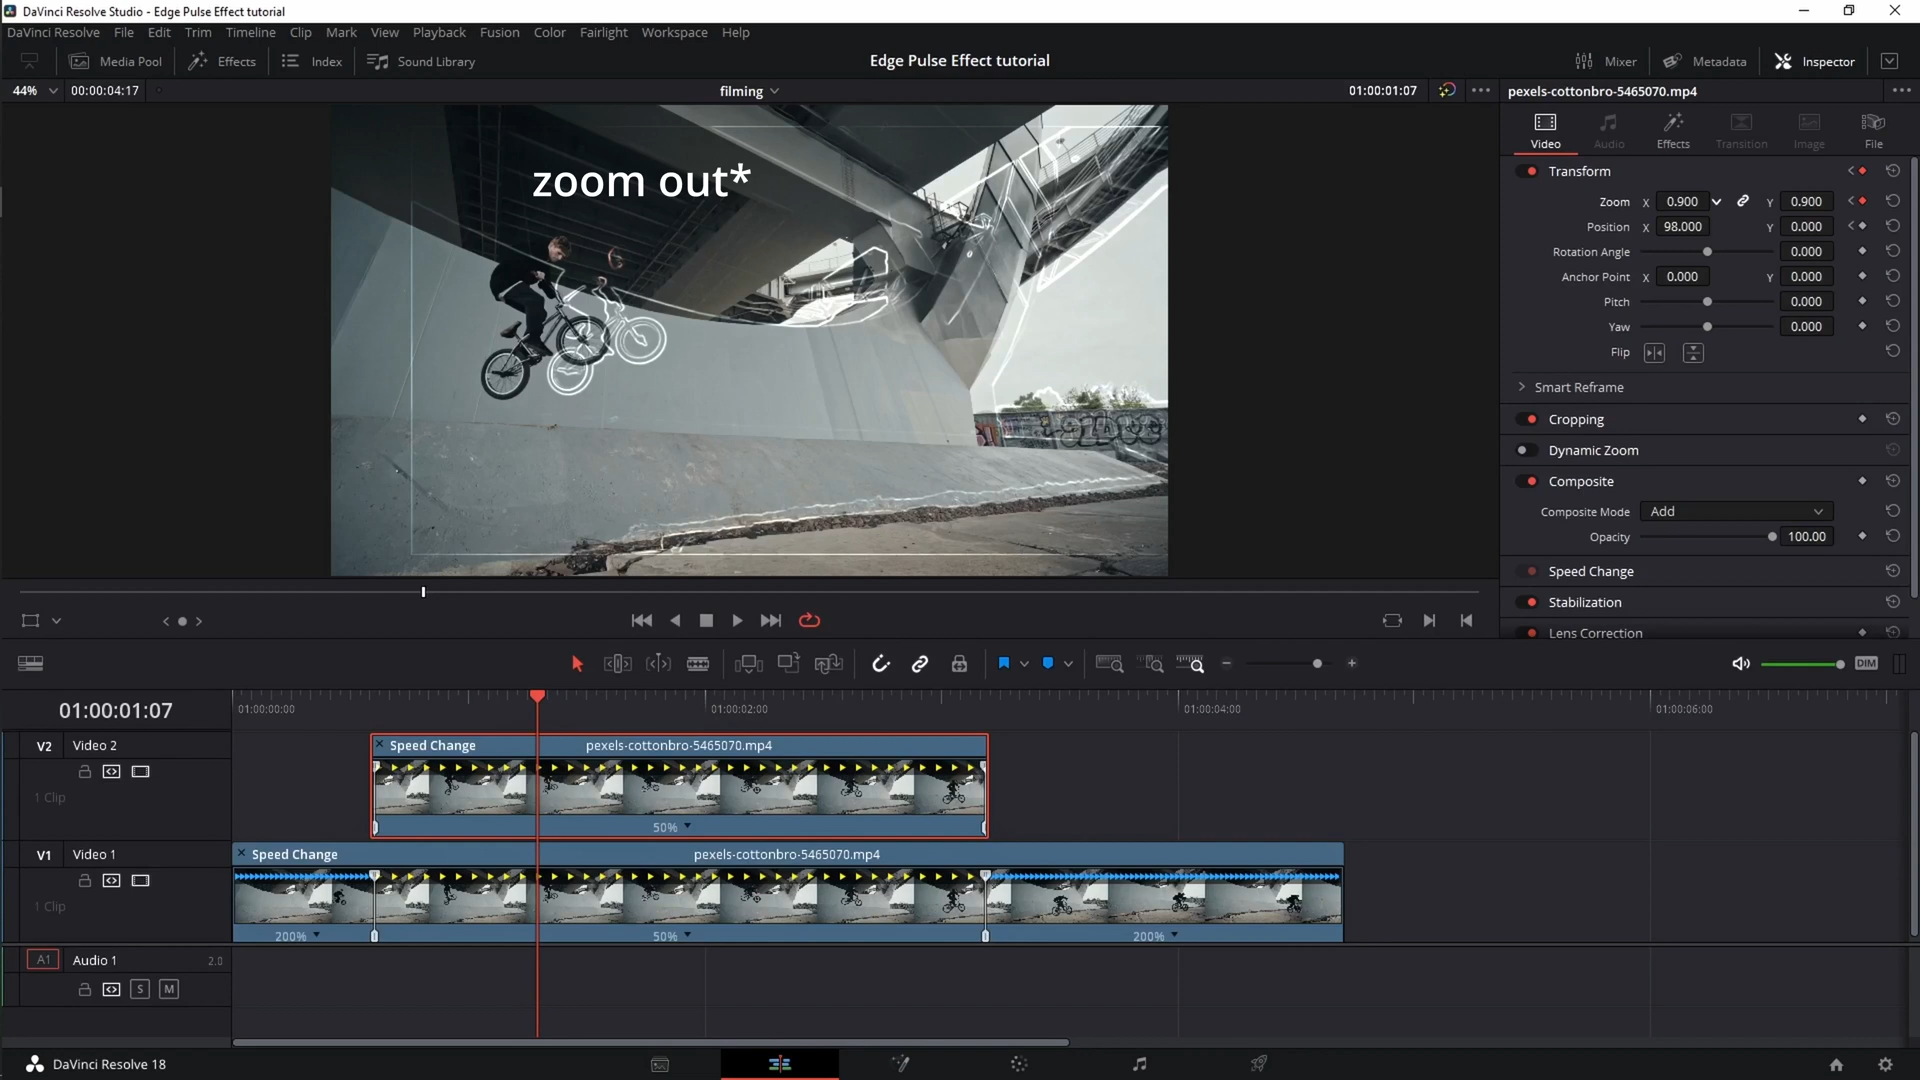 DaVinci Resolve Studio - Edge Pulse Effect tutorial
DaVinci Resolve File Edit Trim Timeline Clip Mark View Playback Fusion Color Fairlight Workspace Help
Media Pool Effects Index Sound Library Edge Pulse Effect tutorial Mixer Metadata Inspector
44% 00:00:04:17 filming 01:00:01:07 pexels-cottonbro-5465070.mp4
Video Audio Effects Transition Image File
zoom out*
Transform
Zoom X 0.900 Y 0.900
Position X 98.000 Y 0.000
Rotation Angle 0.000
Anchor Point X 0.000 Y 0.000
Pitch 0.000
Yaw 0.000
Flip
Smart Reframe
Cropping
Dynamic Zoom
Composite
Composite Mode Add
Opacity 100.00
Speed Change
Stabilization
Lens Correction
DIM
01:00:01:07 01:00:00:00 01:00:02:00 01:00:04:00 01:00:06:00
V2 Video 2 Speed Change pexels-cottonbro-5465070.mp4
1 Clip
50%
V1 Video 1 Speed Change pexels-cottonbro-5465070.mp4
1 Clip
200% 50% 200%
A1 Audio 1 2.0
S M
DaVinci Resolve 18